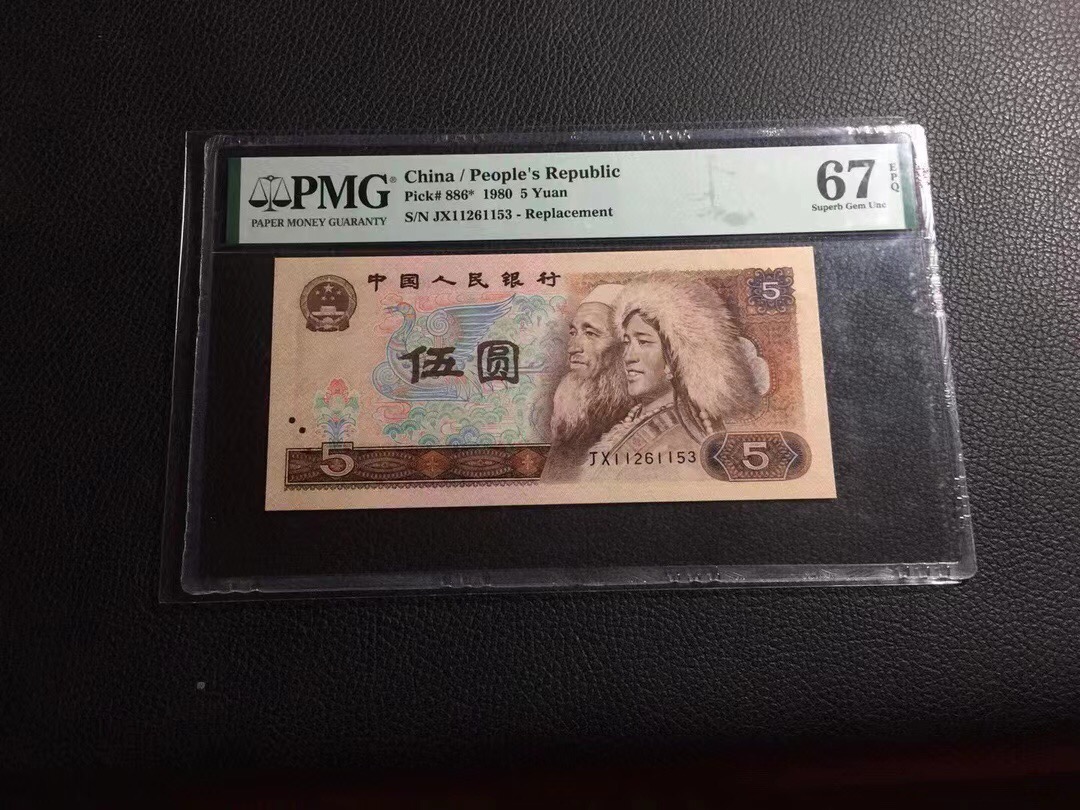 PMG®
PAPER MONEY GUARANTY
China / People's Republic
Pick# 886* 1980 5 Yuan
S/N JX11261153 - Replacement
67 EPQ
Superb Gem Unc
中国人民银行
5
伍圆
JX11261153
5
5